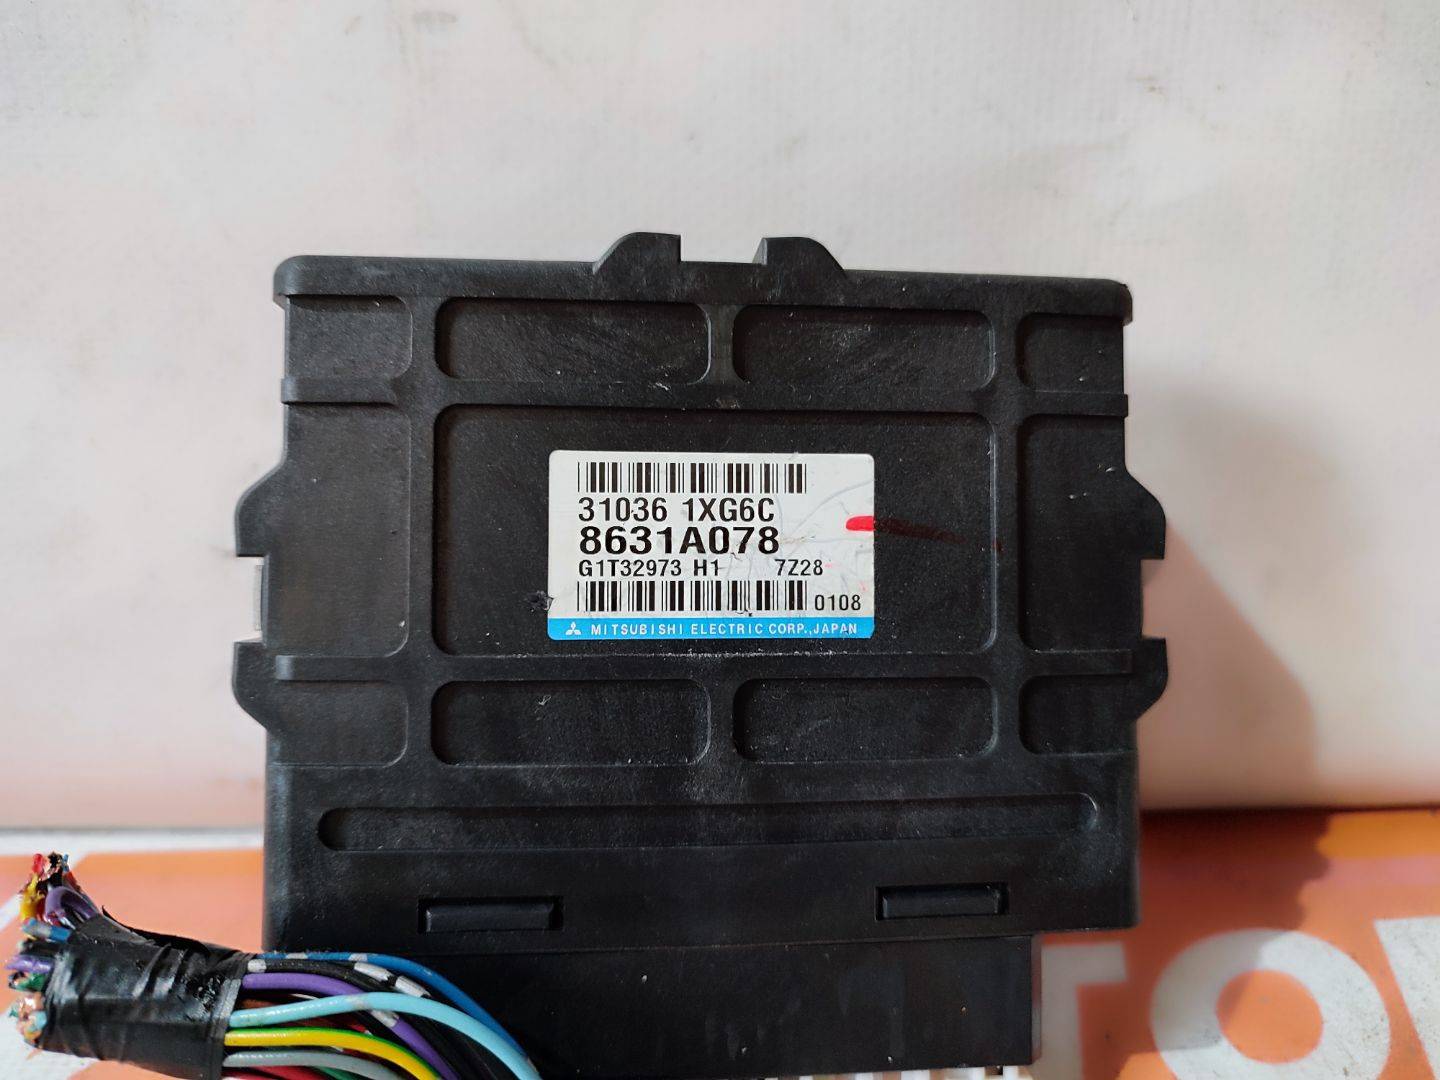 31036 1XG6C
8631A078
G1T32973 H1 7Z28
0108
MITSUBISHI ELECTRIC CORP., JAPAN